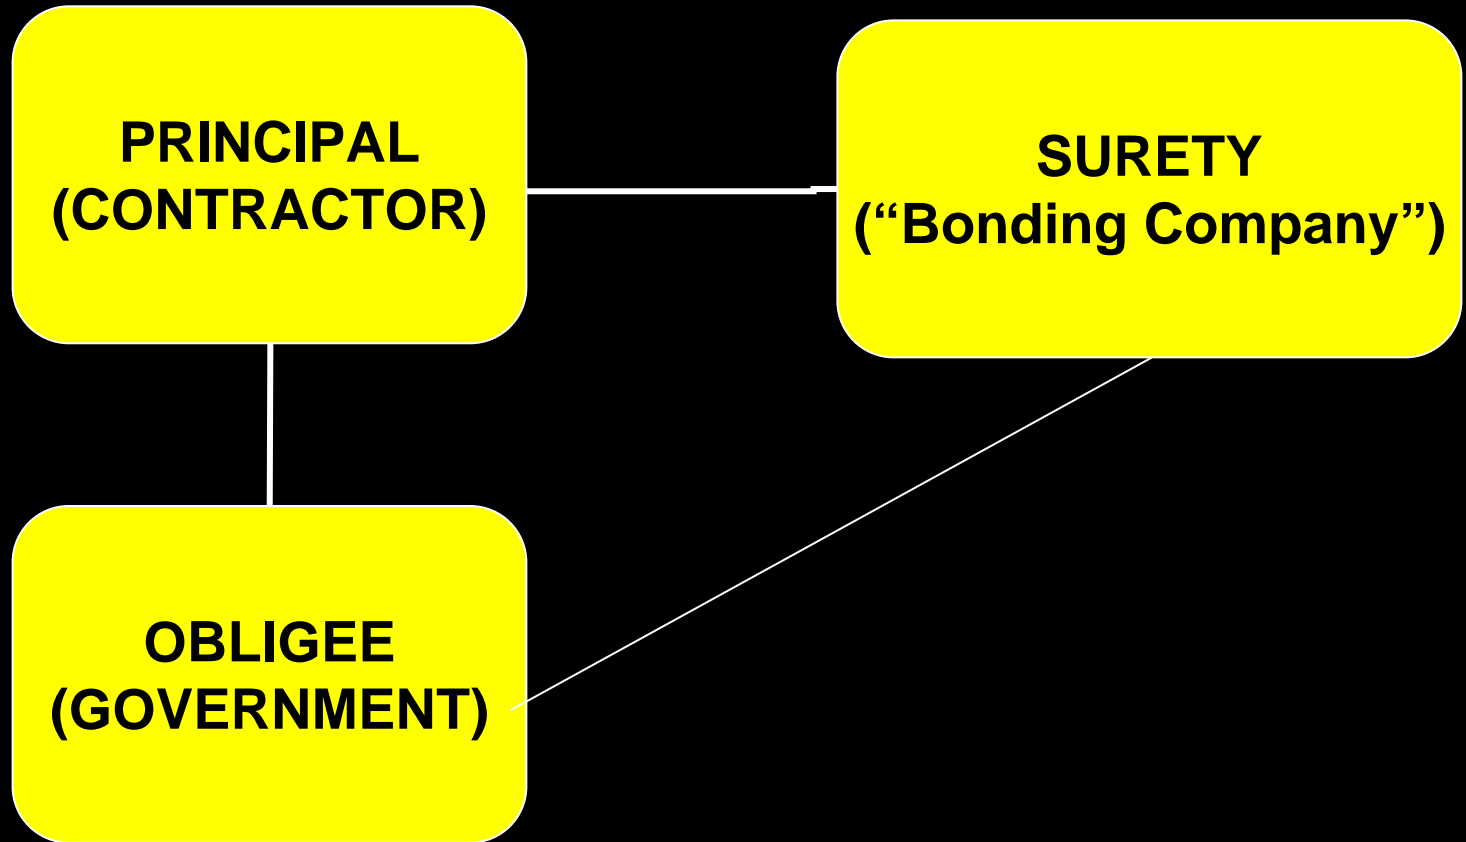 PRINCIPAL
(CONTRACTOR)
SURETY
(“Bonding Company”)
OBLIGEE
(GOVERNMENT)